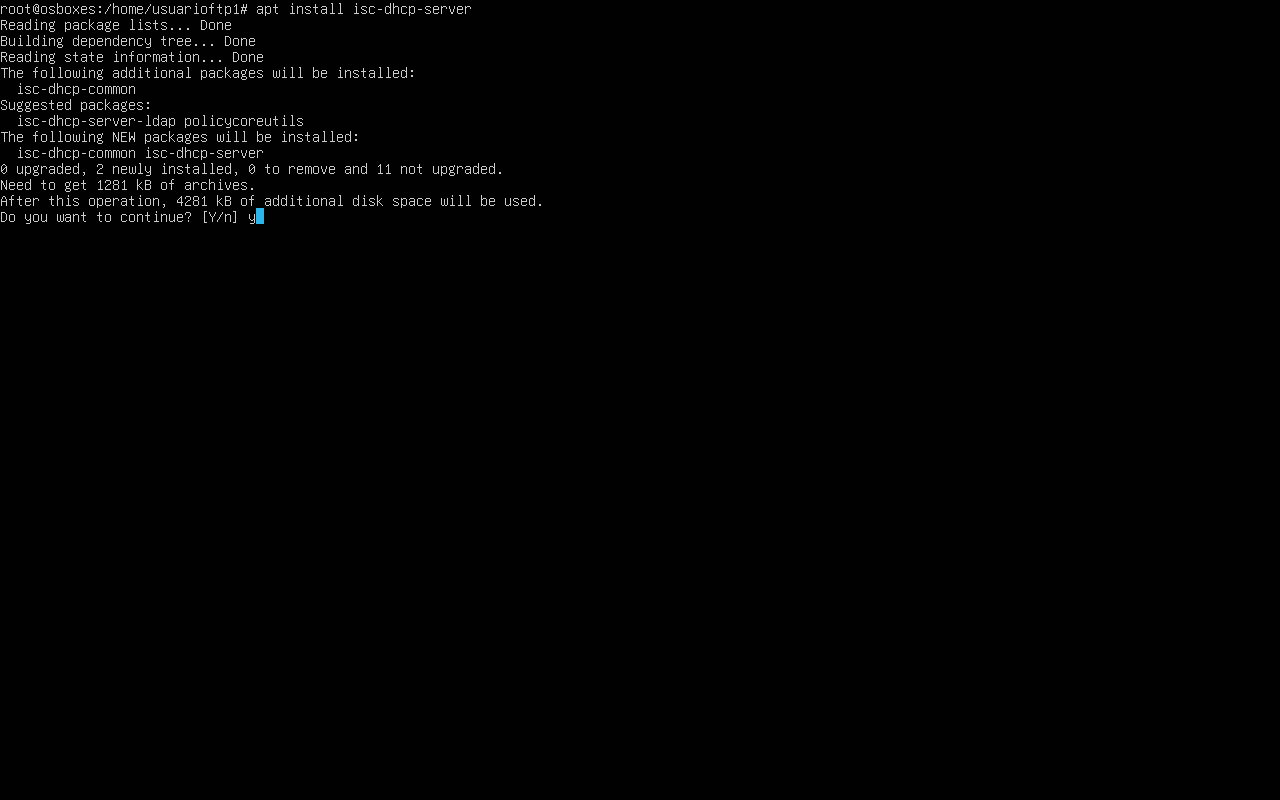 root@osboxes:/home/usuarioftp1# apt install isc-dhcp-server
Reading package lists... Done
Building dependency tree... Done
Reading state information... Done
The following additional packages will be installed:
  isc-dhcp-common
Suggested packages:
  isc-dhcp-server-ldap policycoreutils
The following NEW packages will be installed:
  isc-dhcp-common isc-dhcp-server
0 upgraded, 2 newly installed, 0 to remove and 11 not upgraded.
Need to get 1281 kB of archives.
After this operation, 4281 kB of additional disk space will be used.
Do you want to continue? [Y/n] y